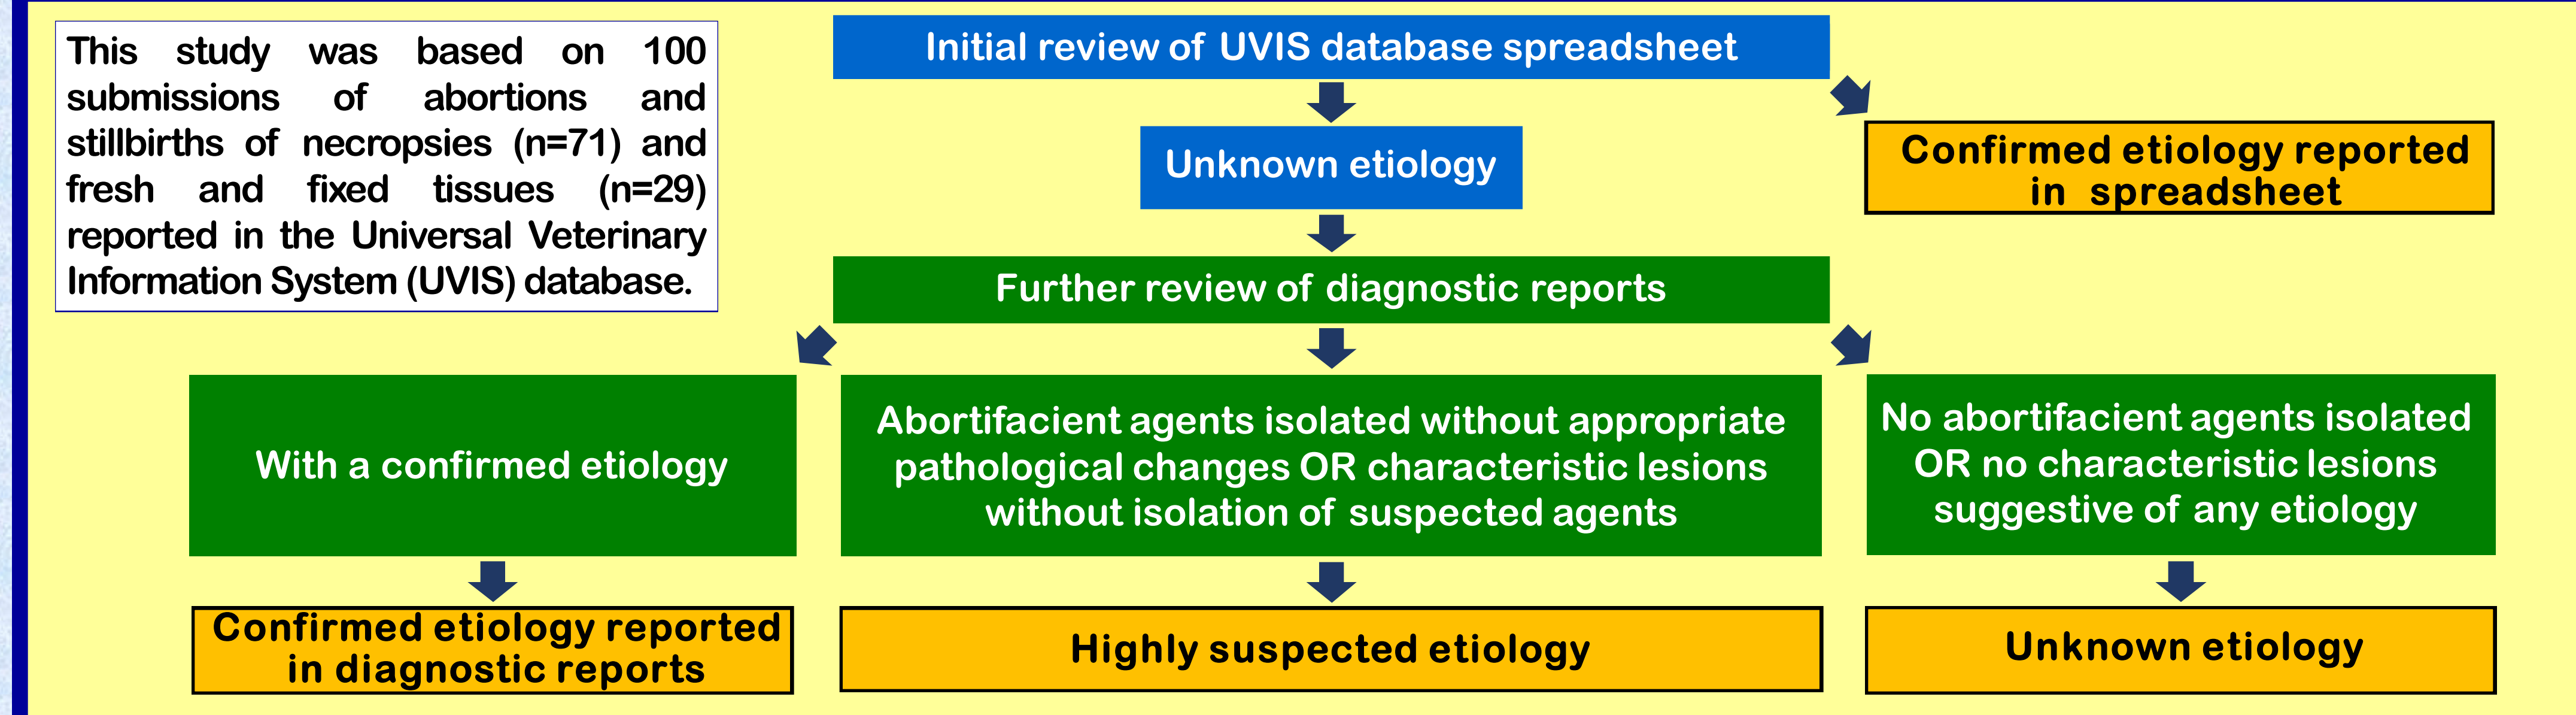 This study was based on 100
submissions of abortions and
stillbirths of necropsies (n=71) and
fresh and fixed tissues (n=29)
reported in the Universal Veterinary
Information System (UVIS) database.
Initial review of UVIS database spreadsheet
Unknown etiology
Confirmed etiology reported
in spreadsheet
Further review of diagnostic reports
With a confirmed etiology
Abortifacient agents isolated without appropriate
pathological changes OR characteristic lesions
without isolation of suspected agents
No abortifacient agents isolated
OR no characteristic lesions
suggestive of any etiology
Confirmed etiology reported
in diagnostic reports
Highly suspected etiology
Unknown etiology